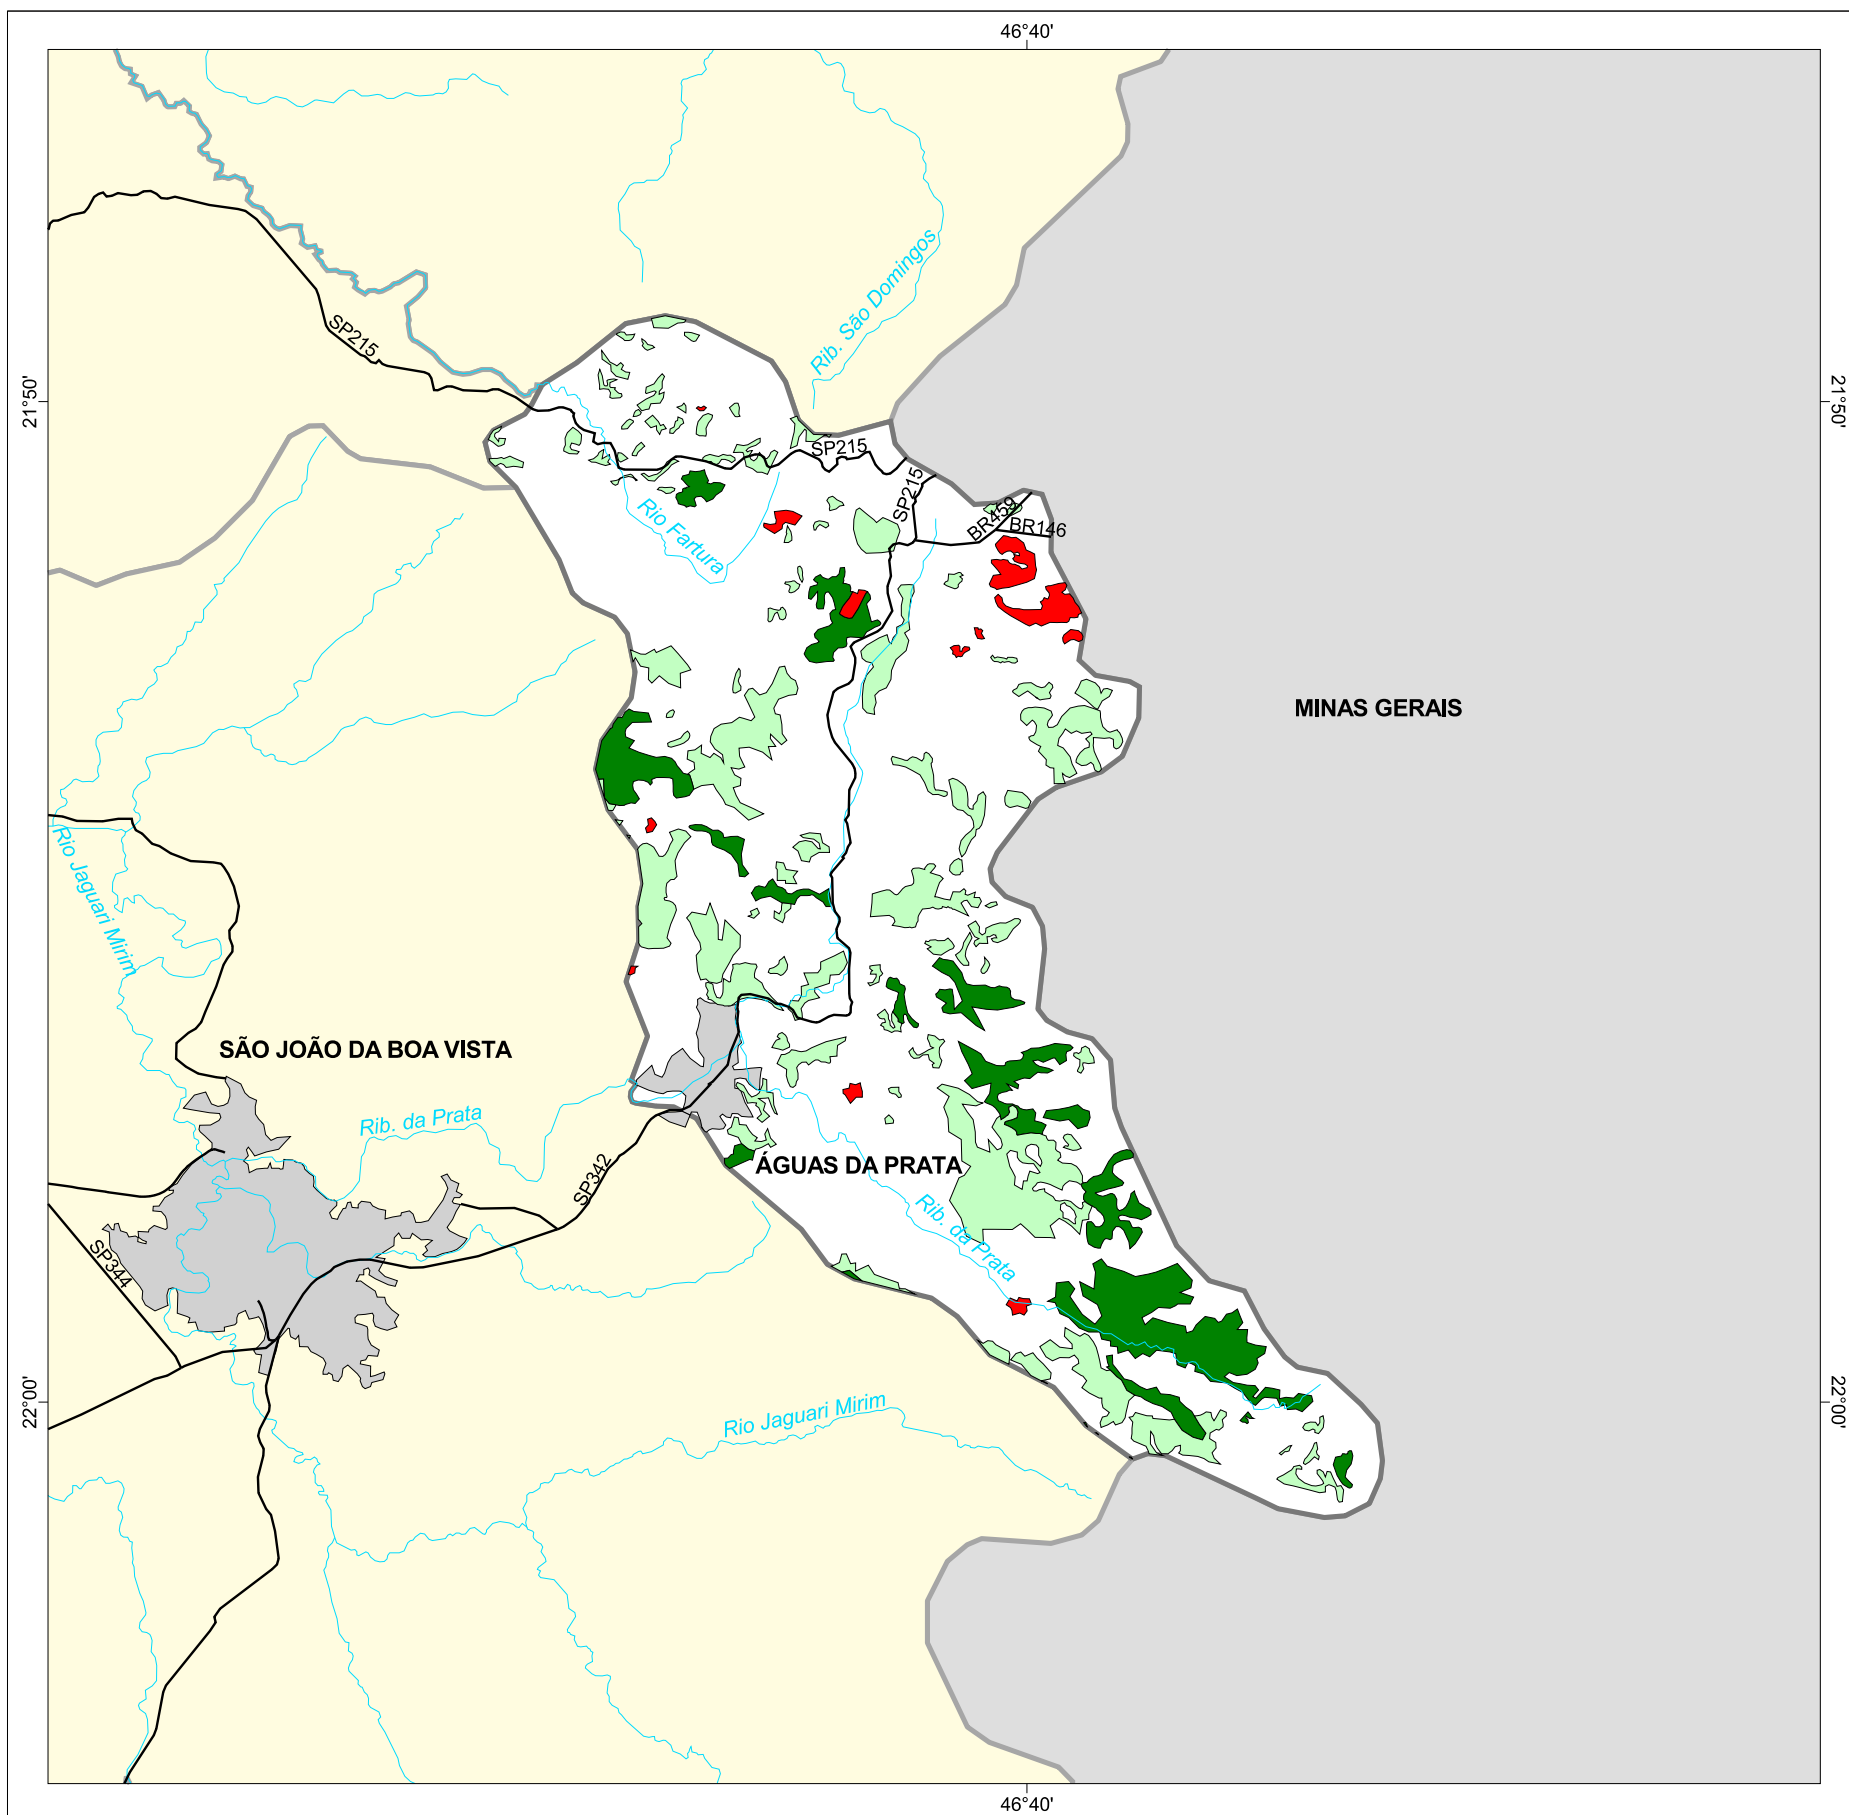 46°40'
Rib. São Domingos
SP215
21°50'
21°50'
SP215
SP215
BR459
BR146
Rio Fartura
MINAS GERAIS
Rio Jaguari Mirim
SÃO JOÃO DA BOA VISTA
Rib. da Prata
ÁGUAS DA PRATA
SP342
Rib. da Prata
SP344
22°00'
22°00'
Rio Jaguari Mirim
46°40'